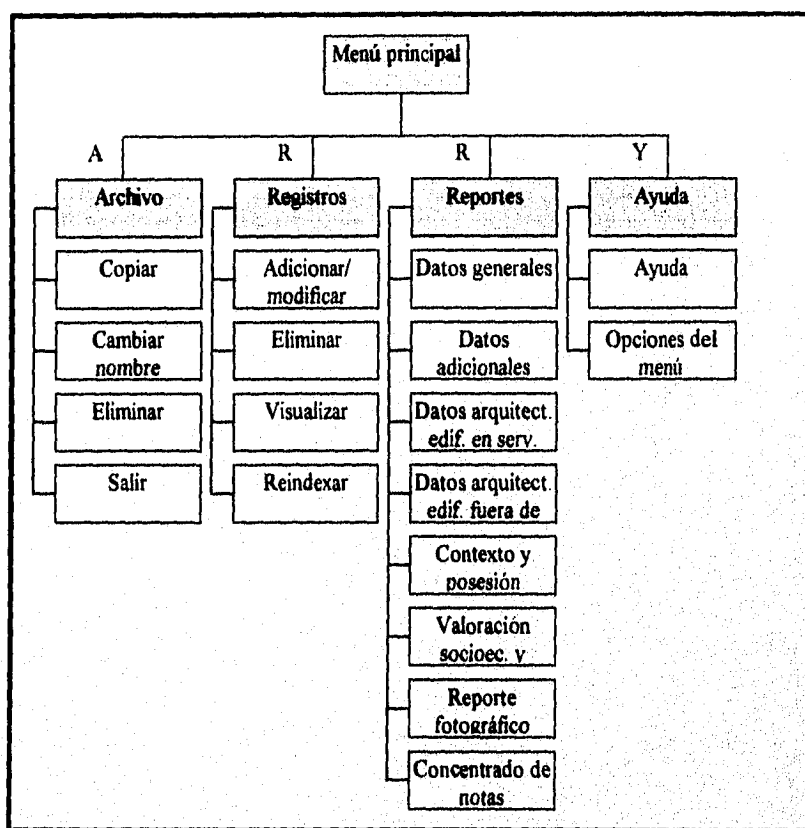 Menú principal
A
R
R
Y
Archivo
Copiar
Cambiar
nombre
Eliminar
Salir
Registros
Adicionar/
modificar
Eliminar
Visualizar
Reindexar
Reportes
Datos generales
Datos
adicionales
Datos arquitect.
edif. en serv.
Datos arquitect.
edif. fuera de
Contexto y
posesión
Valoración
socioec. y
Reporte
fotográfico
Concentrado de
notas
Ayuda
Ayuda
Opciones del
menú